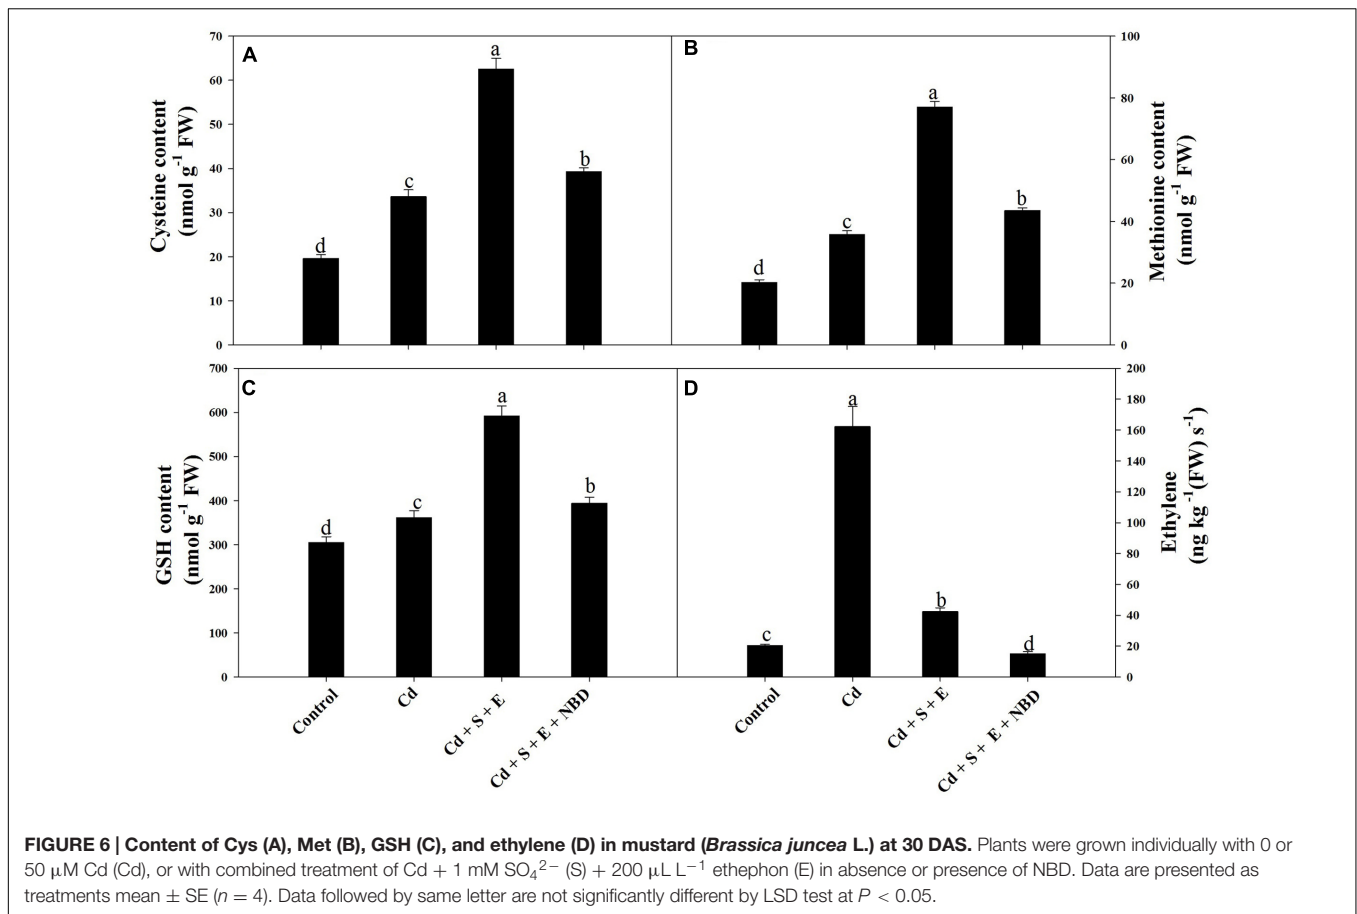 A
Cysteine content
(nmol g-1 FW)
70
60
50
40
30
20
10
0
d
c
a
b
B
Methionine content
(nmol g-1 FW)
100
80
60
40
20
0
d
c
a
b
C
GSH content
(nmol g-1 FW)
700
600
500
400
300
200
100
0
d
c
a
b
Control
Cd
Cd + S + E
Cd + S + E + NBD
D
Ethylene
(ng kg-1(FW) s-1)
200
180
160
140
120
100
80
60
40
20
0
c
a
b
d
Control
Cd
Cd + S + E
Cd + S + E + NBD
FIGURE 6 | Content of Cys (A), Met (B), GSH (C), and ethylene (D) in mustard (Brassica juncea L.) at 30 DAS. Plants were grown individually with 0 or
50 μM Cd (Cd), or with combined treatment of Cd + 1 mM SO₄²⁻ (S) + 200 μL L⁻¹ ethephon (E) in absence or presence of NBD. Data are presented as
treatments mean ± SE (n = 4). Data followed by same letter are not significantly different by LSD test at P < 0.05.